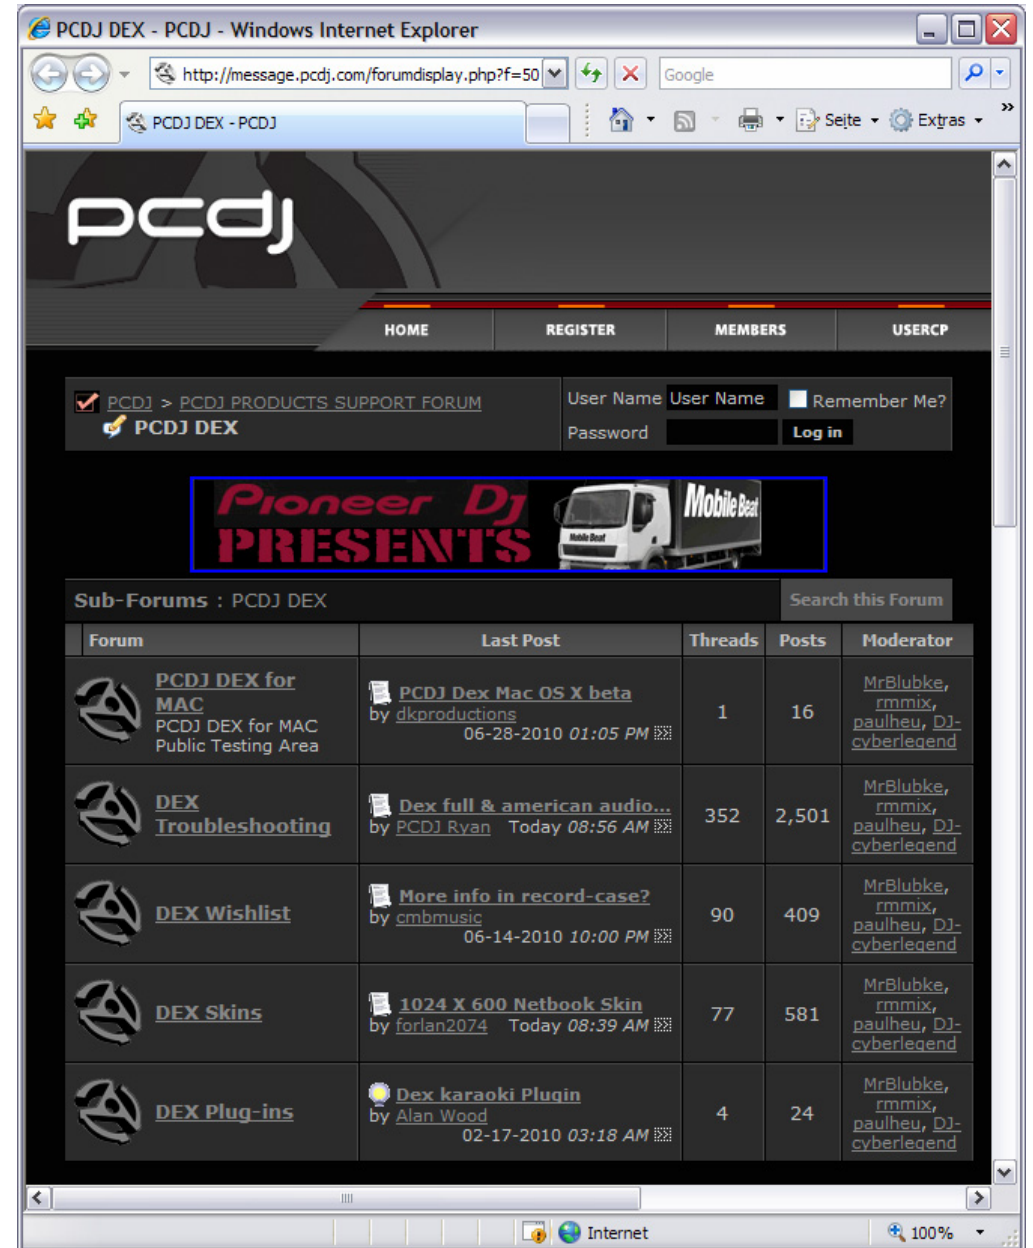 PCDJ DEX - PCDJ - Windows Internet Explorer
http://message.pcdj.com/forumdisplay.php?f=50
Google
PCDJ DEX - PCDJ
Seite
Extras
»
pcdj
HOME REGISTER MEMBERS USERCP
PCDJ > PCDJ PRODUCTS SUPPORT FORUM
PCDJ DEX
User Name User Name Remember Me?
Password Log in
Pioneer Dj
PRESENTS
Mobile Beat
Mobile Beat
Sub-Forums : PCDJ DEX Search this Forum
Forum Last Post Threads Posts Moderator
PCDJ DEX for
MAC
PCDJ DEX for MAC
Public Testing Area
PCDJ Dex Mac OS X beta
by dkproductions
06-28-2010 01:05 PM
1
16
MrBlubke,
rmmix,
paulheu, DJ-
cyberlegend
DEX
Troubleshooting
Dex full & american audio...
by PCDJ Ryan Today 08:56 AM
352
2,501
MrBlubke,
rmmix,
paulheu, DJ-
cyberlegend
DEX Wishlist
More info in record-case?
by cmbmusic
06-14-2010 10:00 PM
90
409
MrBlubke,
rmmix,
paulheu, DJ-
cyberlegend
DEX Skins
1024 X 600 Netbook Skin
by forlan2074 Today 08:39 AM
77
581
MrBlubke,
rmmix,
paulheu, DJ-
cyberlegend
DEX Plug-ins
Dex karaoki Plugin
by Alan Wood
02-17-2010 03:18 AM
4
24
MrBlubke,
rmmix,
paulheu, DJ-
cyberlegend
Internet
100%